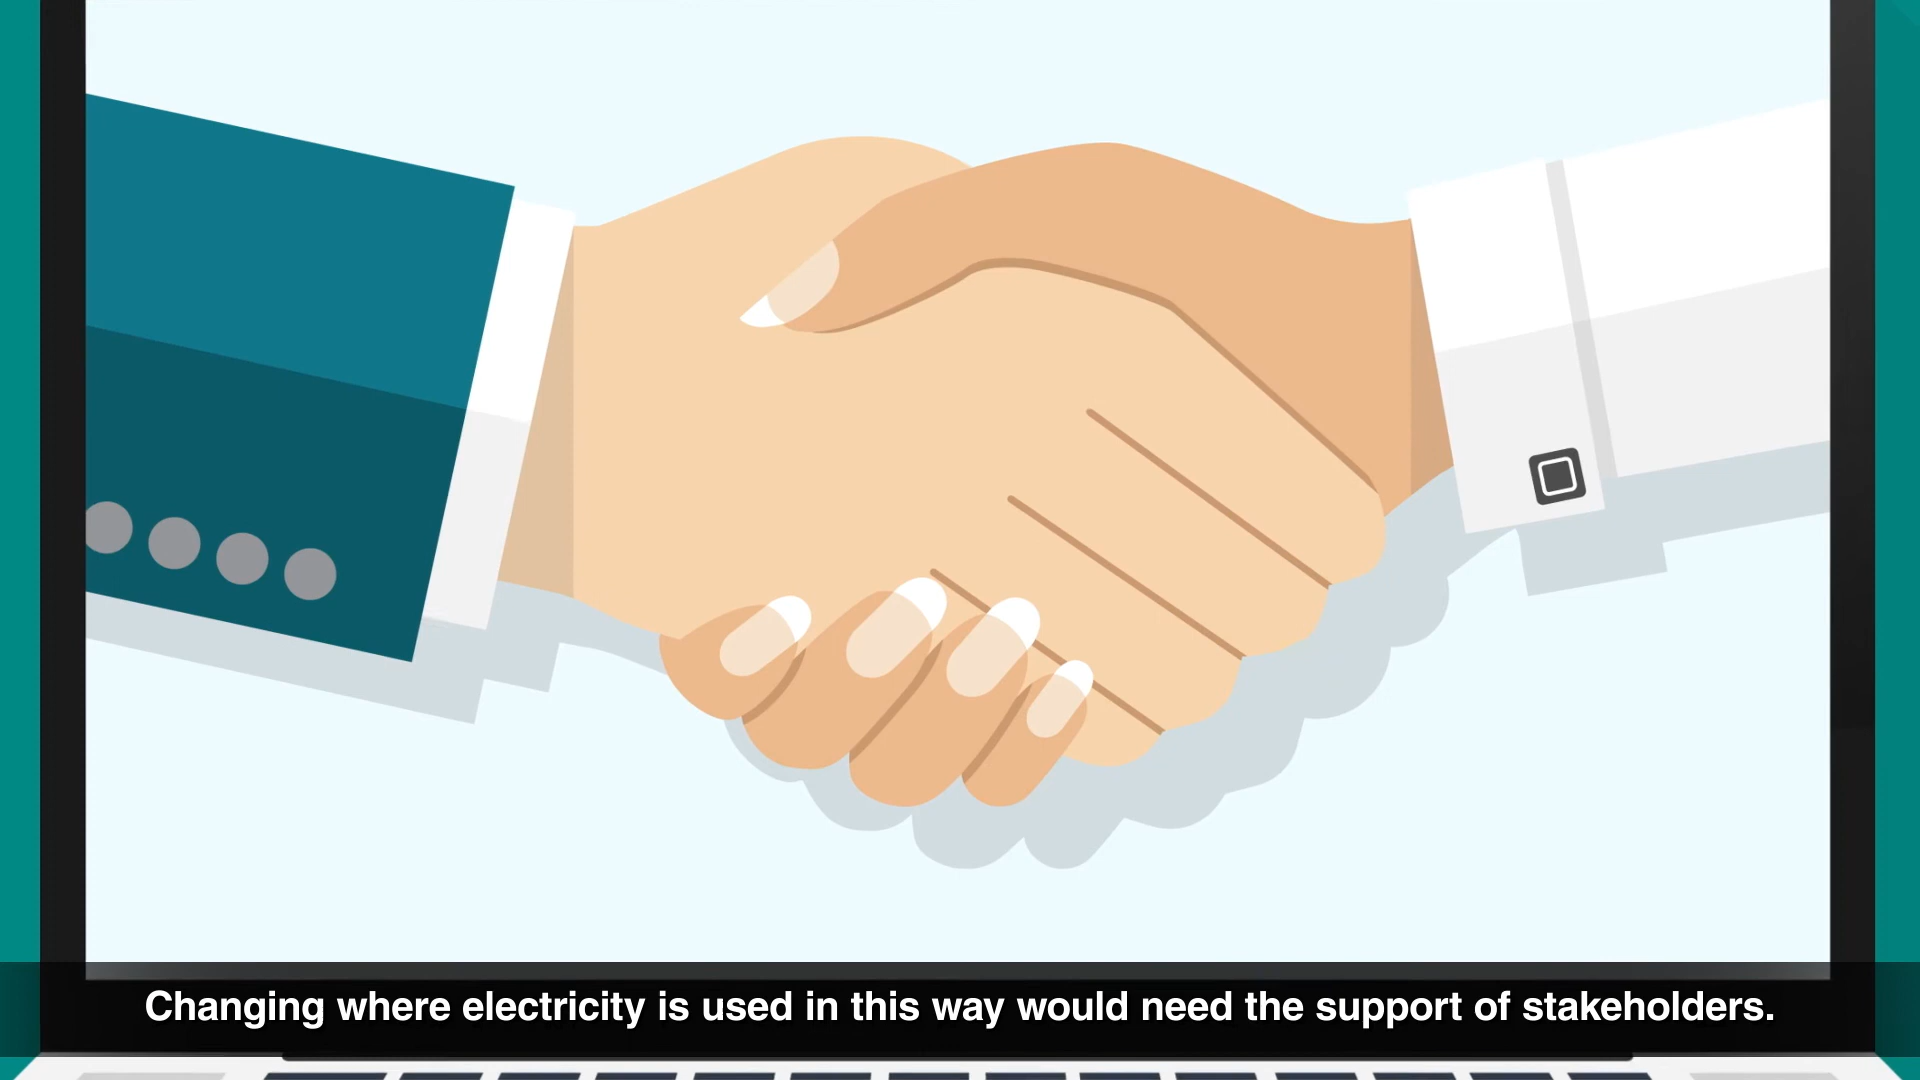 Changing where electricity is used in this way would need the support of stakeholders.